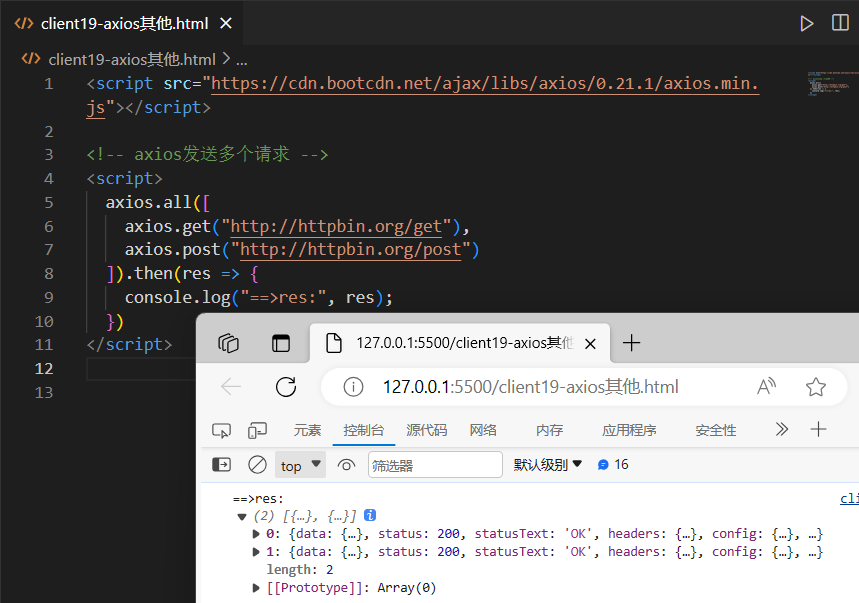 client19-axios其他.html
client19-axios其他.html > ...
1 <script src="https://cdn.bootcdn.net/ajax/libs/axios/0.21.1/axios.min.
js"></script>
2
3 <!-- axios发送多个请求 -->
4 <script>
5 axios.all([
6 axios.get("http://httpbin.org/get"),
7 axios.post("http://httpbin.org/post")
8 ]).then(res => {
9 console.log("==>res:", res);
10 })
11 </script>
12
13
127.0.0.1:5500/client19-axios其他
127.0.0.1:5500/client19-axios其他.html
元素 控制台 源代码 网络 内存 应用程序 安全性
top 筛选器 默认级别 16
==>res: cli
(2) [{…}, {…}]
0: {data: {…}, status: 200, statusText: 'OK', headers: {…}, config: {…}, …}
1: {data: {…}, status: 200, statusText: 'OK', headers: {…}, config: {…}, …}
length: 2
[[Prototype]]: Array(0)